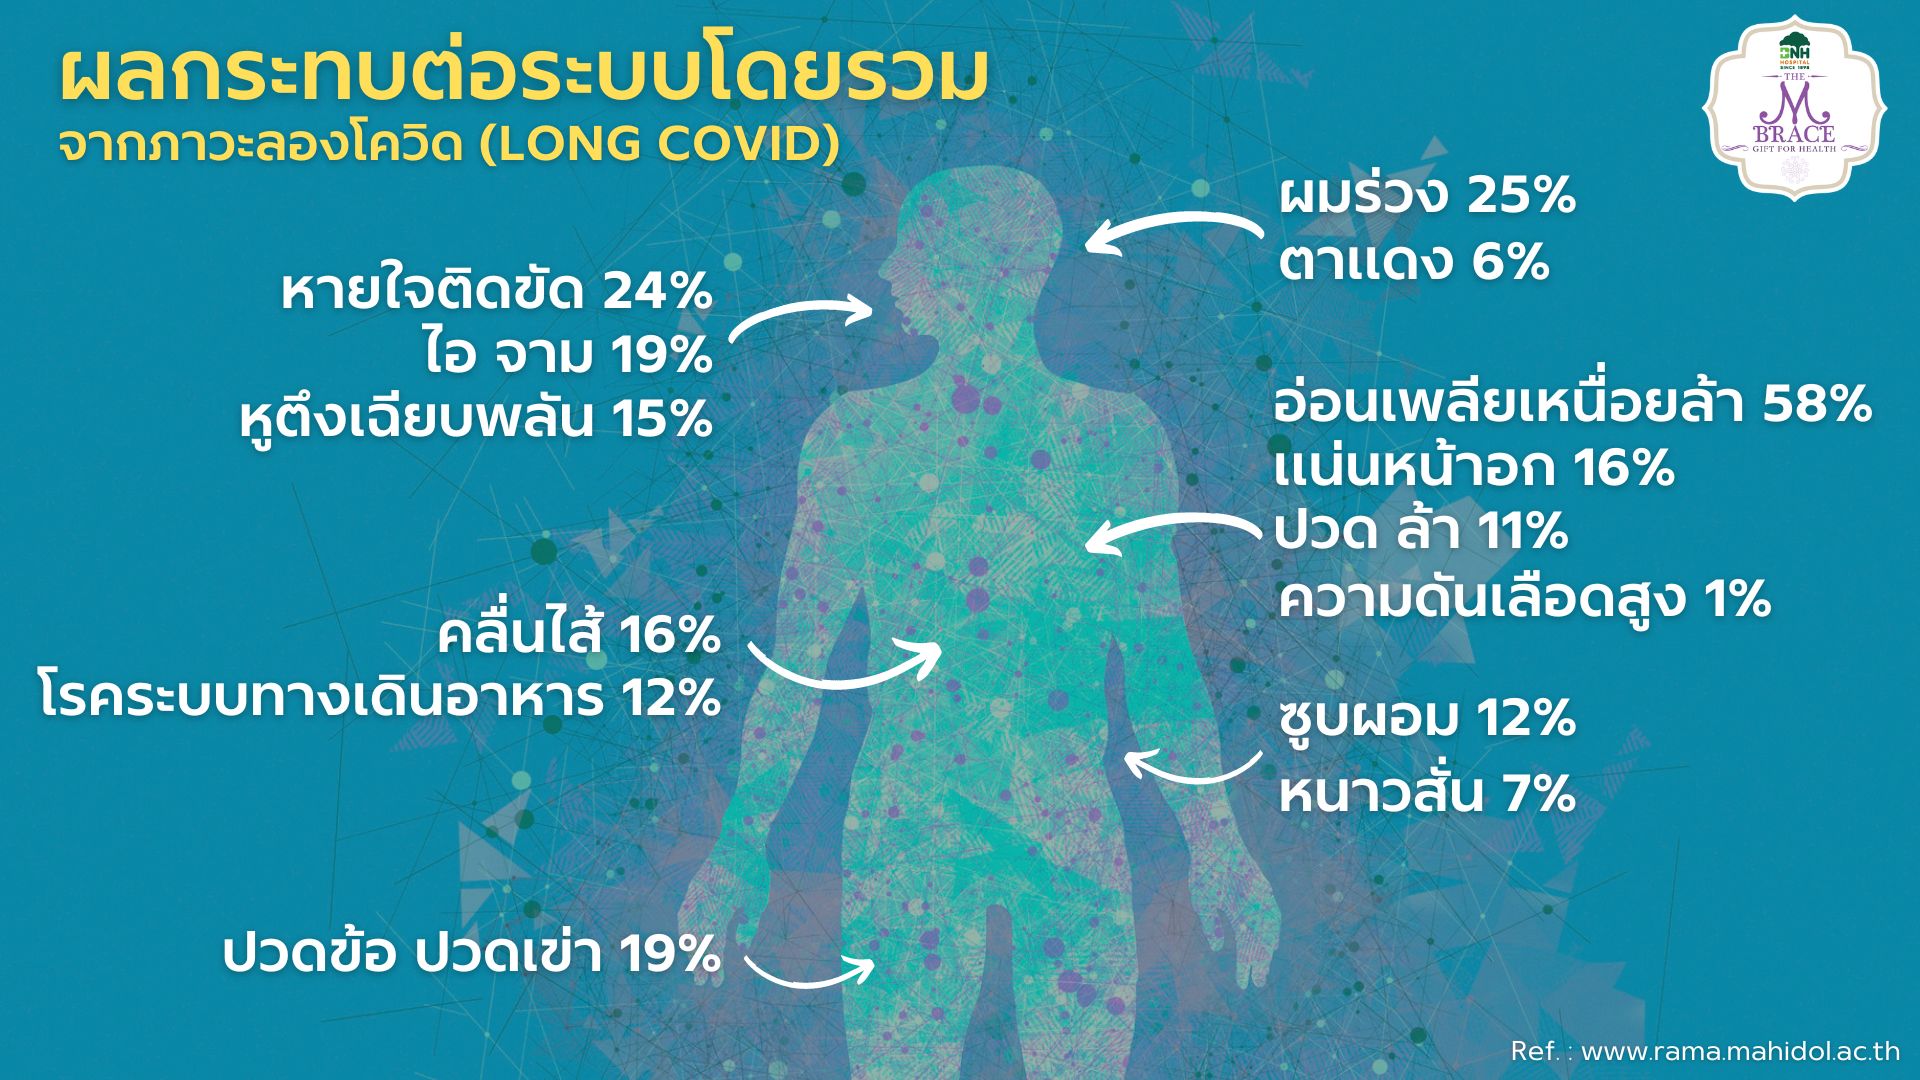 ผลกระทบต่อระบบโดยรวม
จากภาวะลองโควิด (LONG COVID)
BNH
HOSPITAL
SINCE 1898
THE
M
BRACE
GIFT FOR HEALTH
ผมร่วง 25%
ตาแดง 6%
หายใจติดขัด 24%
ไอ จาม 19%
หูตึงเฉียบพลัน 15%
อ่อนเพลียเหนื่อยล้า 58%
แน่นหน้าอก 16%
ปวด ล้า 11%
ความดันเลือดสูง 1%
คลื่นไส้ 16%
โรคระบบทางเดินอาหาร 12%
ซูบผอม 12%
หนาวสั่น 7%
ปวดข้อ ปวดเข่า 19%
Ref. : www.rama.mahidol.ac.th